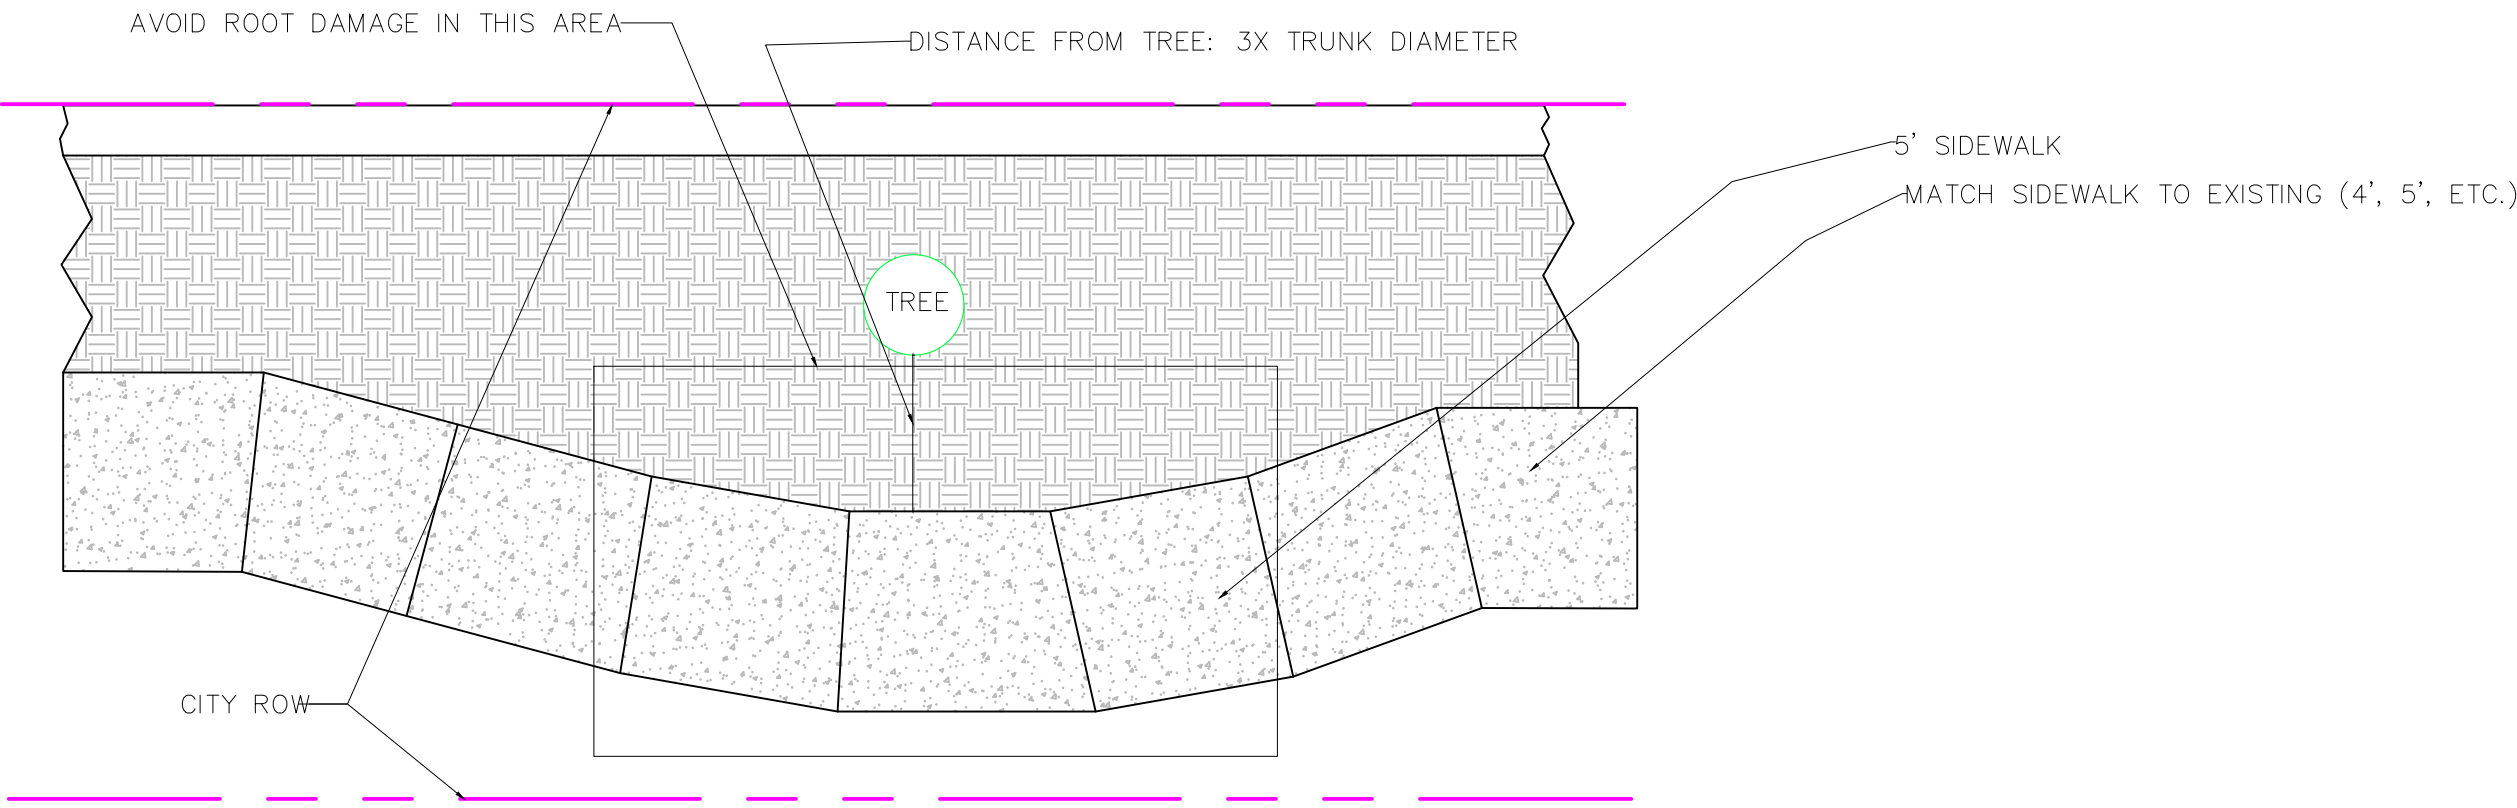 AVOID ROOT DAMAGE IN THIS AREA
DISTANCE FROM TREE: 3X TRUNK DIAMETER
5' SIDEWALK
MATCH SIDEWALK TO EXISTING (4', 5', ETC.)
TREE
CITY ROW